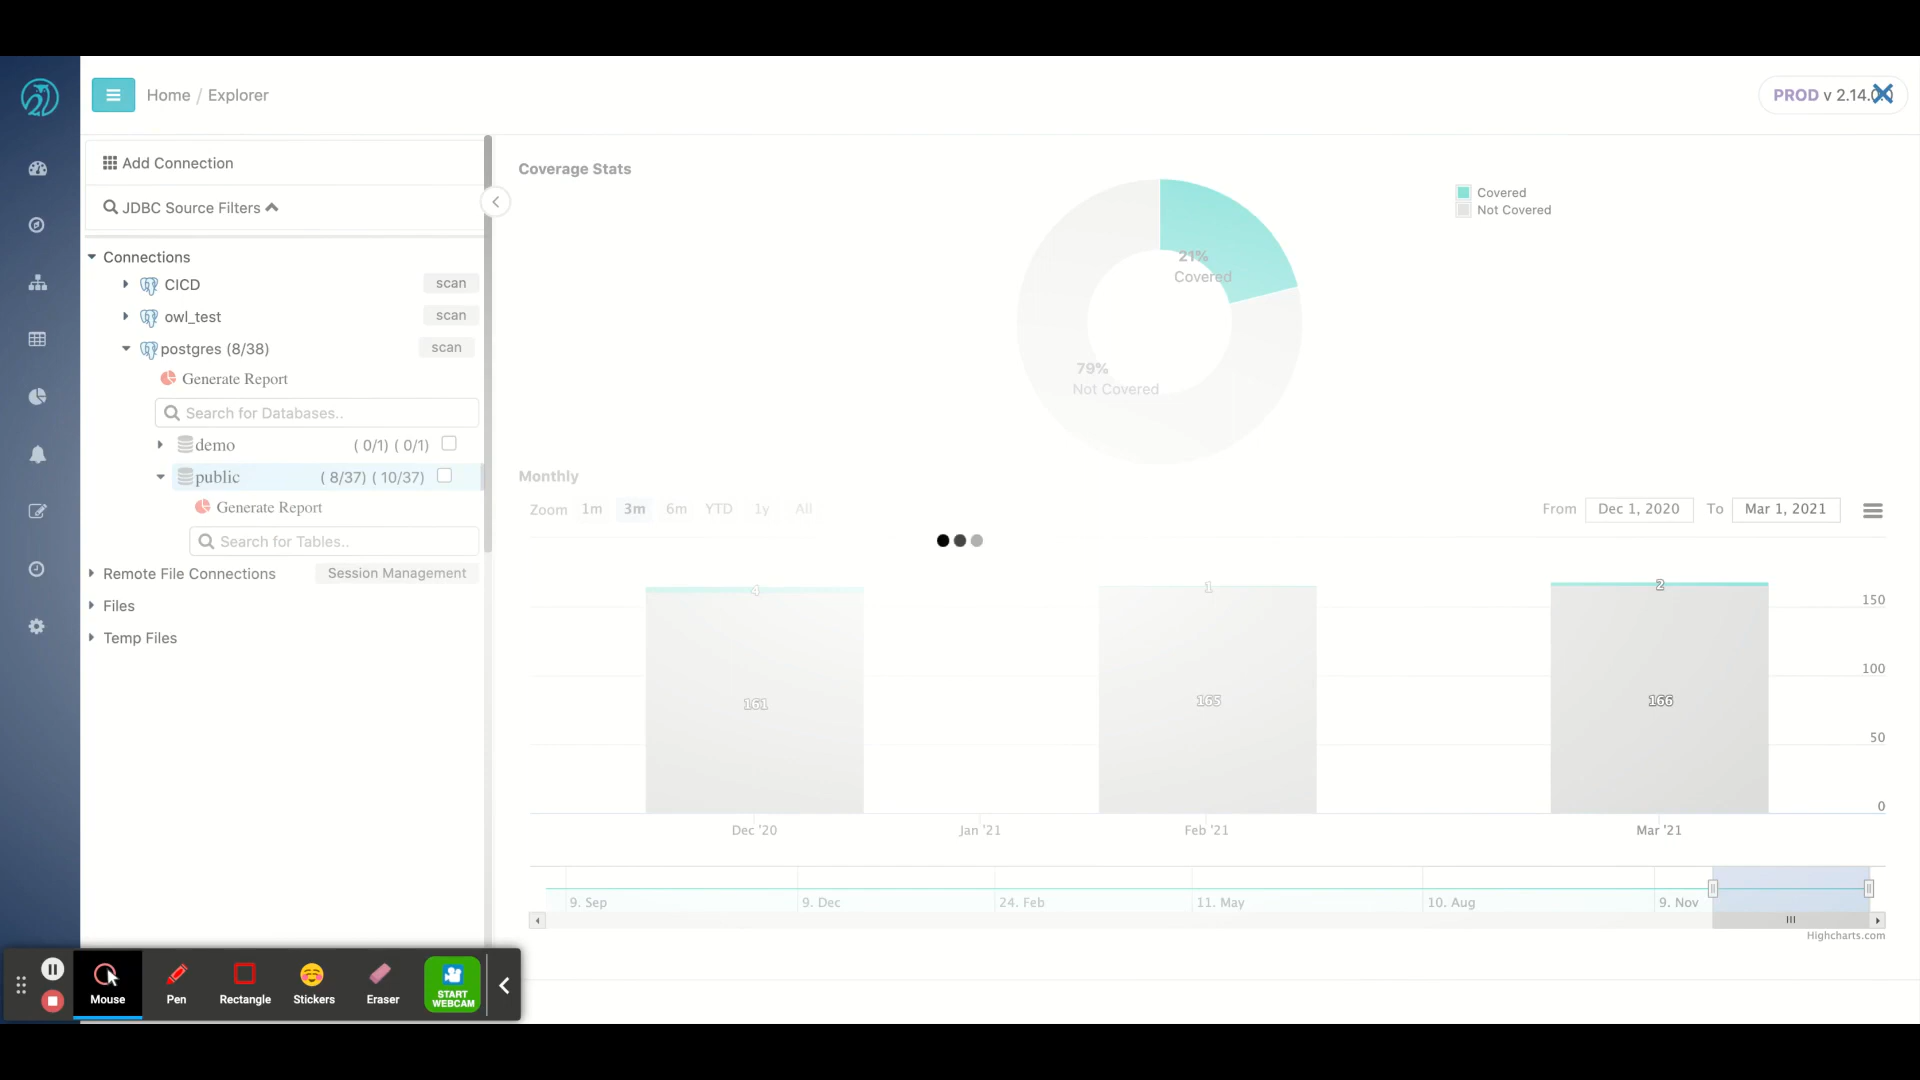 Home / Explorer
PROD v 2.14.0.0
Add Connection
JDBC Source Filters
Connections
CICD scan
owl_test scan
postgres (8/38) scan
Generate Report
Search for Databases..
demo ( 0/1) ( 0/1)
public ( 8/37) ( 10/37)
Generate Report
Search for Tables..
Remote File Connections Session Management
Files
Temp Files
Coverage Stats
21%
Covered
79%
Not Covered
Covered
Not Covered
Monthly
Zoom 1m 3m 6m YTD 1y All
From Dec 1, 2020 To Mar 1, 2021
4 1 2
161 165 166
150
100
50
0
Dec '20 Jan '21 Feb '21 Mar '21
9. Sep 9. Dec 24. Feb 11. May 10. Aug 9. Nov
Highcharts.com
Mouse Pen Rectangle Stickers Eraser START WEBCAM